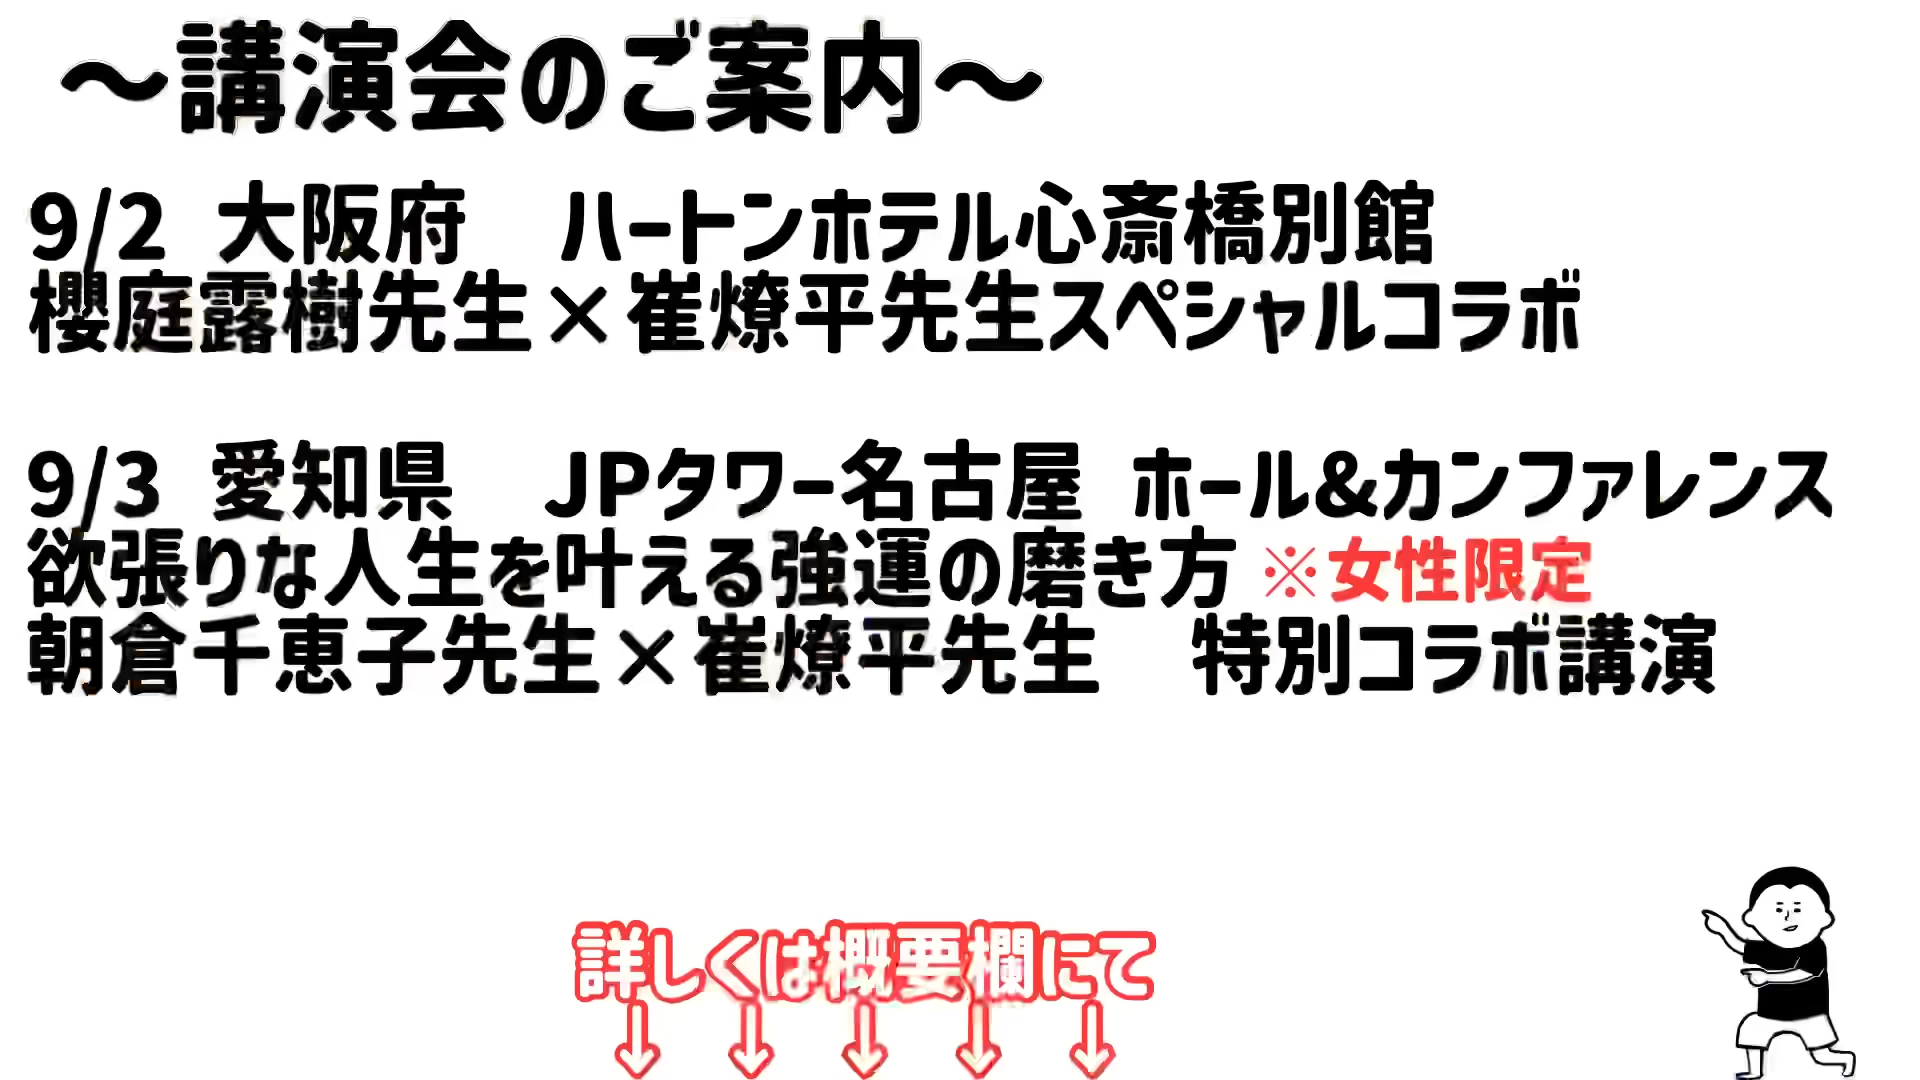 ～講演会のご案内～
9/2 大阪府　ハートンホテル心斎橋別館
櫻庭露樹先生×崔燎平先生スペシャルコラボ
9/3 愛知県　JPタワー名古屋 ホール&カンファレンス
欲張りな人生を叶える強運の磨き方 ※女性限定
朝倉千恵子先生×崔燎平先生　特別コラボ講演
詳しくは概要欄にて
↓ ↓ ↓ ↓ ↓